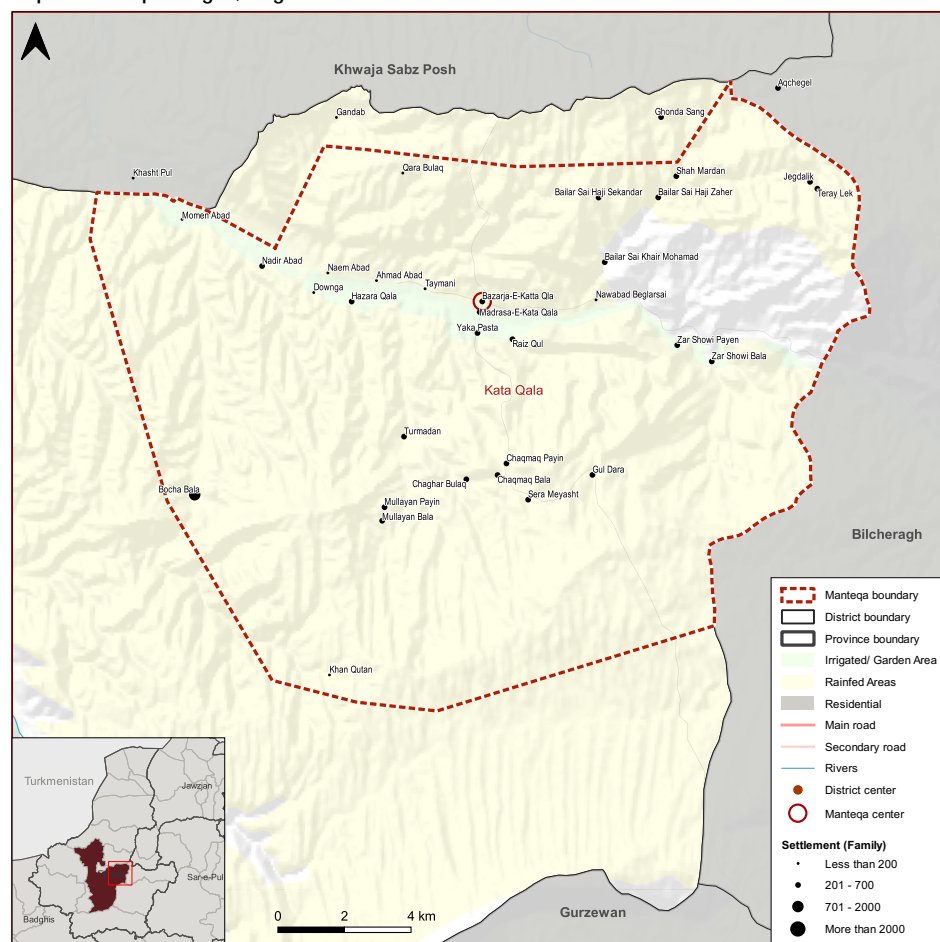 Khwaja Sabz Posh
Aqchegel
Gandab
Ghonda Sang
Khasht Pul
Qara Bulaq
Shah Mardan
Jegdalik
Teray Lek
Bailar Sai Haji Sekandar
Bailar Sai Haji Zaher
Momen Abad
Nadir Abad
Naem Abad
Ahmad Abad
Taymani
Bailar Sai Khair Mohamad
Downga
Hazara Qala
Bazarja-E-Katta Qla
Nawabad Beglarsai
Madrasa-E-Kata Qala
Yaka Pasta
Raiz Qul
Zar Showi Payen
Zar Showi Bala
Kata Qala
Turmadan
Chaqmaq Payin
Chaghar Bulaq
Chaqmaq Bala
Gul Dara
Bocha Bala
Sera Meyasht
Mullayan Payin
Mullayan Bala
Bilcheragh
Khan Qutan
Gurzewan
Manteqa boundary
District boundary
Province boundary
Irrigated/ Garden Area
Rainfed Areas
Residential
Main road
Secondary road
Rivers
District center
Manteqa center
Settlement (Family)
Less than 200
201 - 700
701 - 2000
More than 2000
Turkmenistan
Jawzjan
Sar-e-Pul
Badghis
0 2 4 km